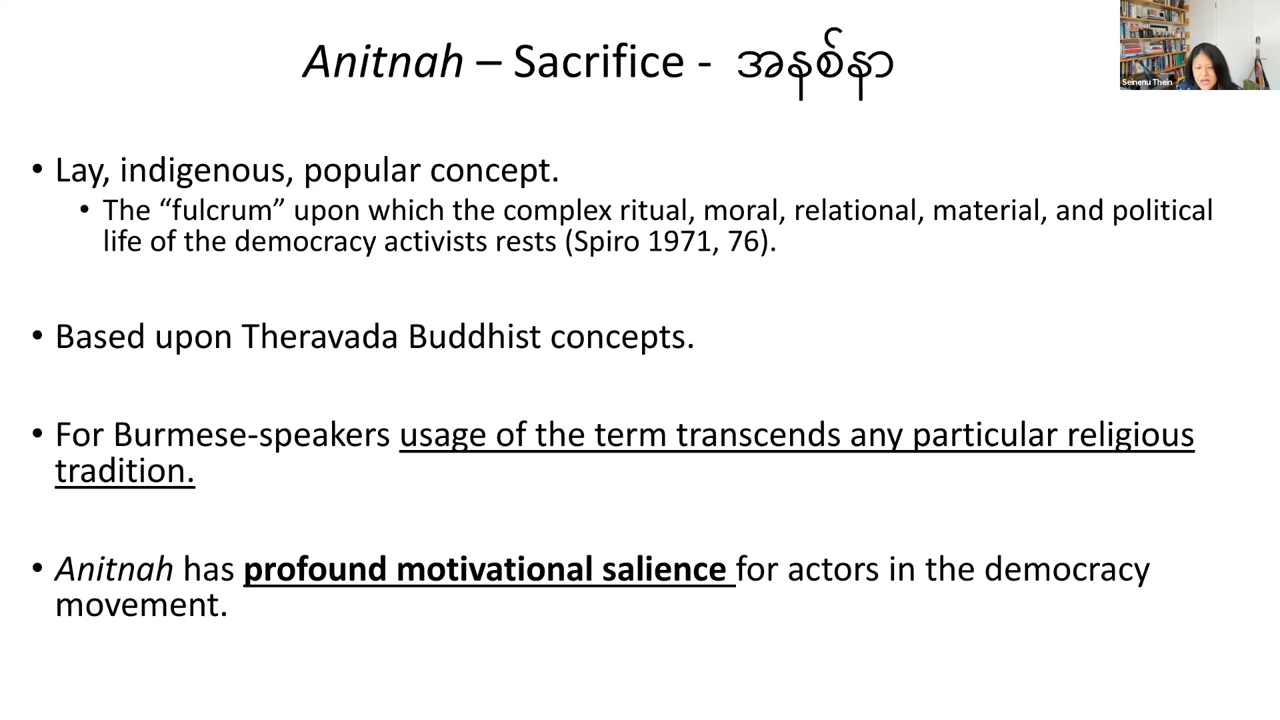 Anitnah – Sacrifice - အနစ်နာ
Seinenu Thein
• Lay, indigenous, popular concept.
• The “fulcrum” upon which the complex ritual, moral, relational, material, and political
life of the democracy activists rests (Spiro 1971, 76).
• Based upon Theravada Buddhist concepts.
• For Burmese-speakers usage of the term transcends any particular religious
tradition.
• Anitnah has profound motivational salience for actors in the democracy
movement.